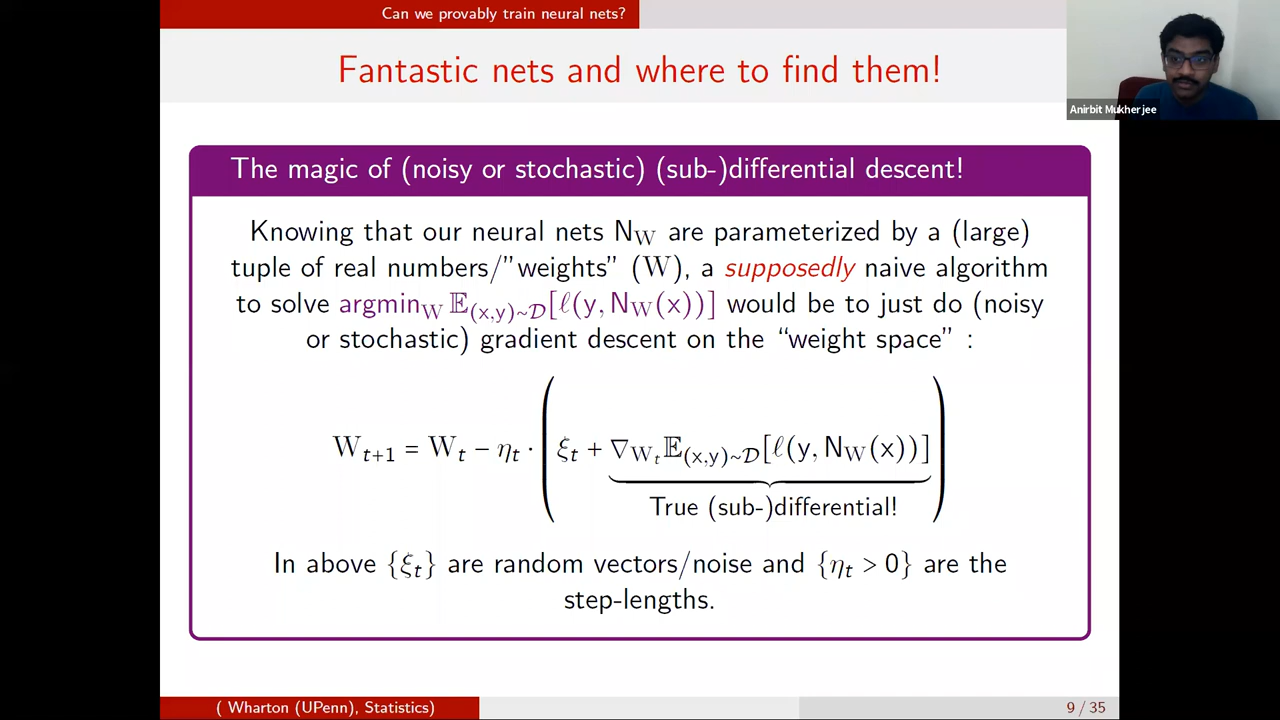 Can we provably train neural nets?
Fantastic nets and where to find them!
Anirbit Mukherjee
The magic of (noisy or stochastic) (sub-)differential descent!
Knowing that our neural nets N_W are parameterized by a (large)
tuple of real numbers/"weights" (W), a supposedly naive algorithm
to solve argmin_W 𝔼_{(x,y)∼𝒟}[ℓ(y, N_W(x))] would be to just do (noisy
or stochastic) gradient descent on the “weight space” :
W_{t+1} = W_t − η_t · ( ξ_t + ∇_{W_t} 𝔼_{(x,y)∼𝒟}[ℓ(y, N_W(x))] )
True (sub-)differential!
In above {ξ_t} are random vectors/noise and {η_t > 0} are the
step-lengths.
( Wharton (UPenn), Statistics)
9 / 35